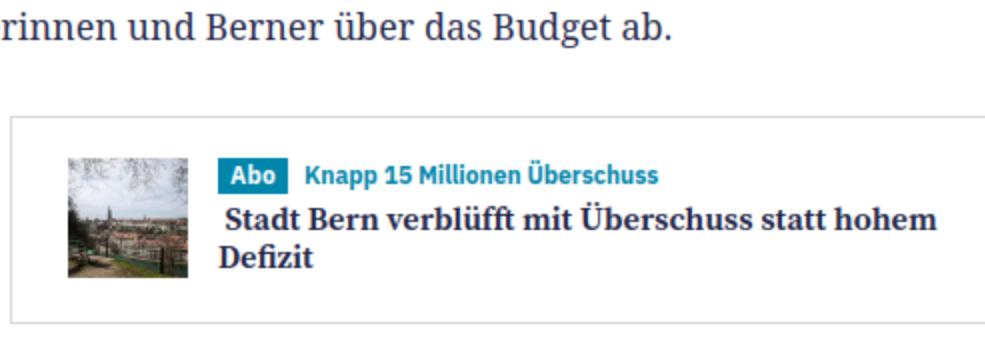 rinnen und Berner über das Budget ab.
Abo Knapp 15 Millionen Überschuss
Stadt Bern verblüfft mit Überschuss statt hohem
Defizit